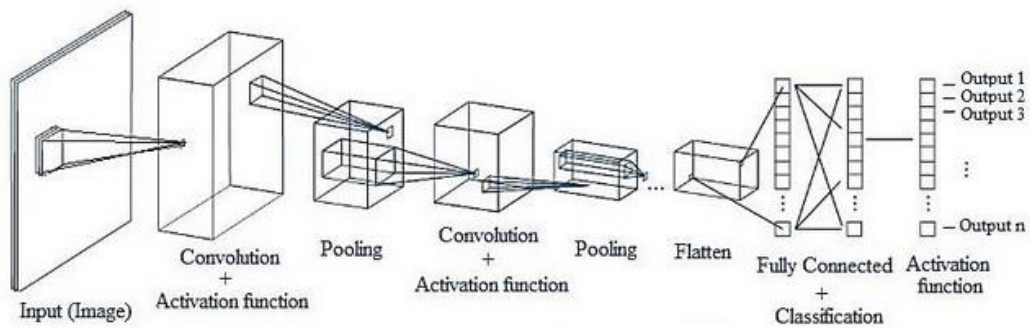 Input (Image)
Convolution
+
Activation function
Pooling
Convolution
+
Activation function
Pooling
...
Flatten
Fully Connected
+
Classification
Activation
function
Output 1
Output 2
Output 3
Output n